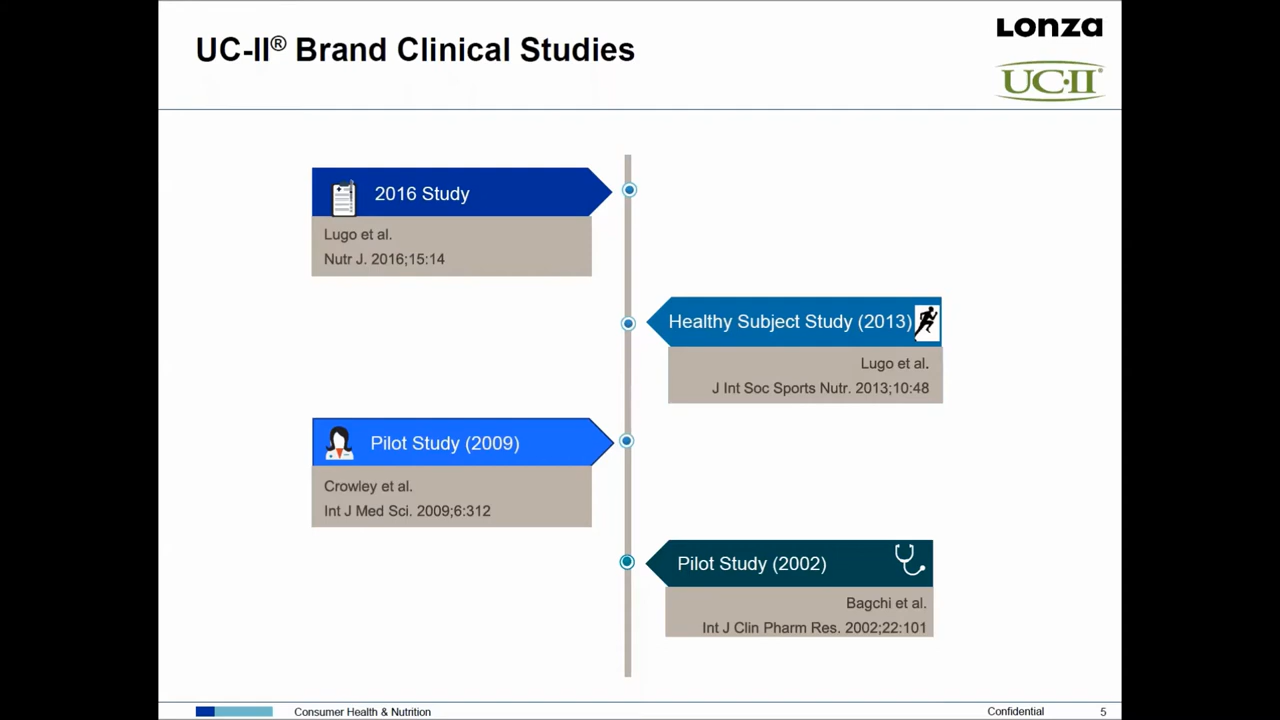 UC-II® Brand Clinical Studies
Lonza
UC·II®
2016 Study
Lugo et al.
Nutr J. 2016;15:14
Healthy Subject Study (2013)
Lugo et al.
J Int Soc Sports Nutr. 2013;10:48
Pilot Study (2009)
Crowley et al.
Int J Med Sci. 2009;6:312
Pilot Study (2002)
Bagchi et al.
Int J Clin Pharm Res. 2002;22:101
Consumer Health & Nutrition
Confidential
5